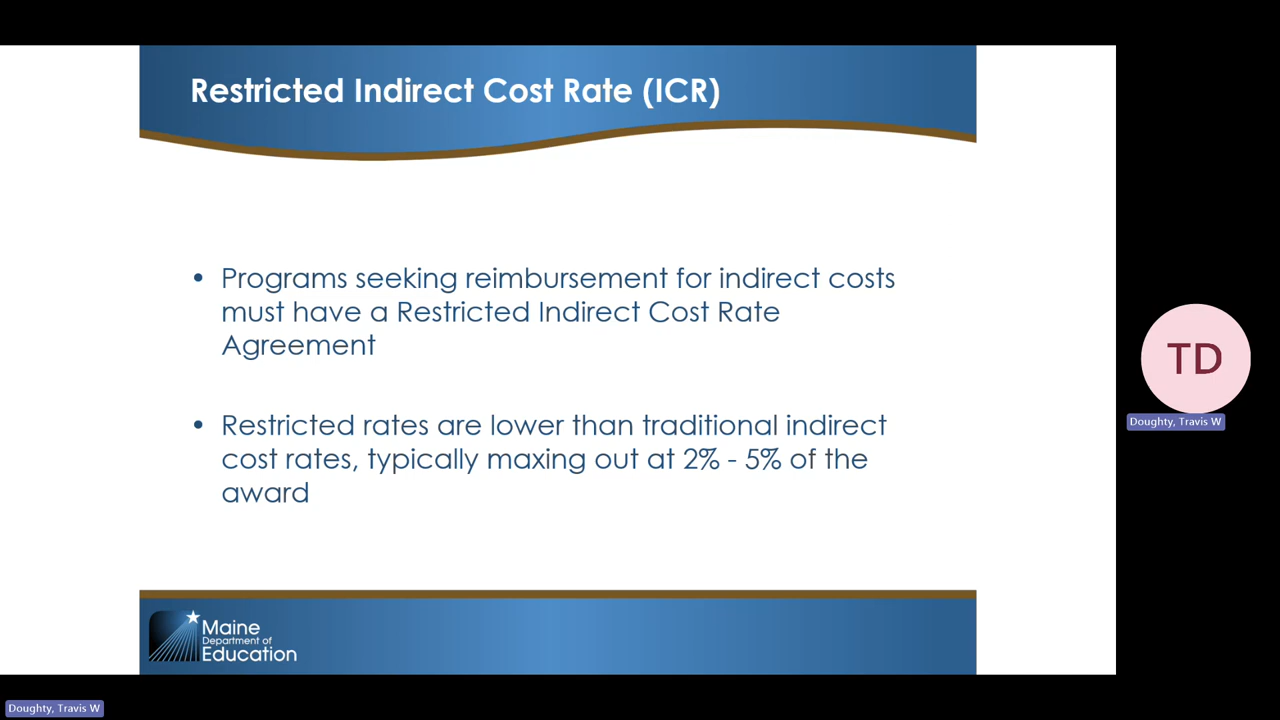 Restricted Indirect Cost Rate (ICR)
• Programs seeking reimbursement for indirect costs
must have a Restricted Indirect Cost Rate
Agreement
• Restricted rates are lower than traditional indirect
cost rates, typically maxing out at 2% - 5% of the
award
TD
Doughty, Travis W
Maine
Department of
Education
Doughty, Travis W